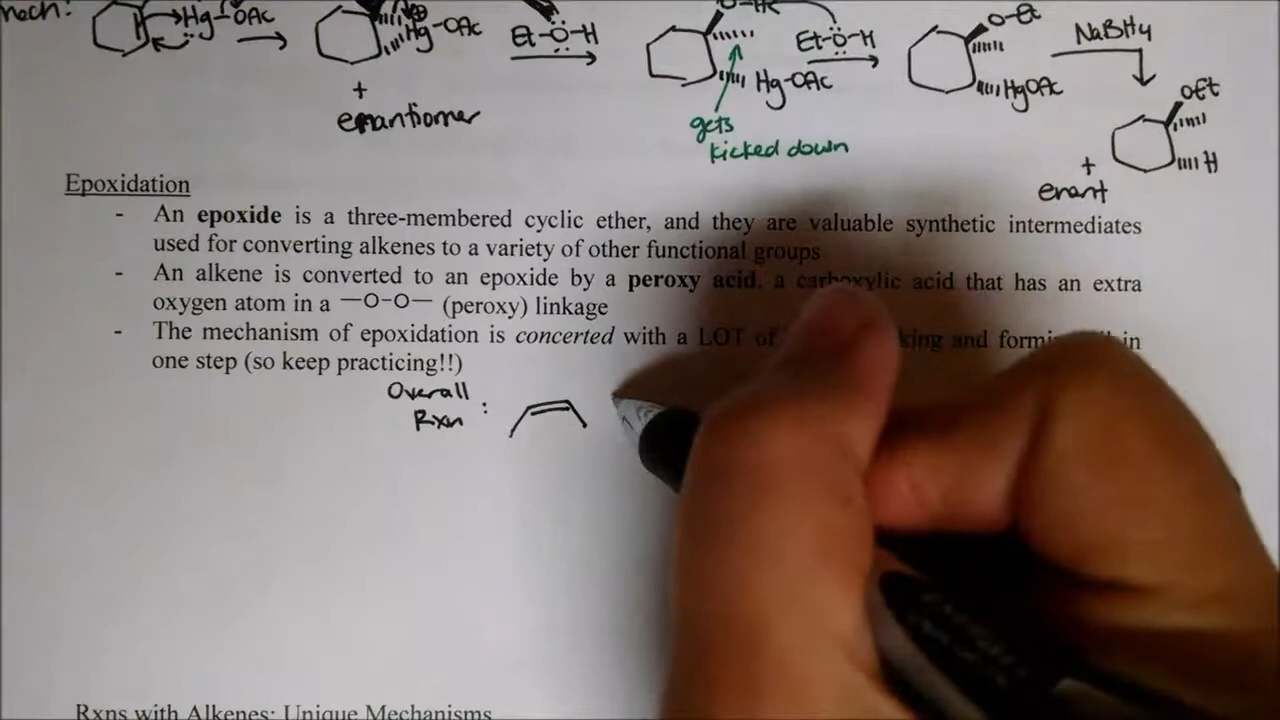 mech:
Hg-OAc
Hg-OAc
Et-Ö-H
Hg-OAc
Et-Ö-H
O-Et
HgOAc
NaBH4
OEt
H
+
enantiomer
gets
kicked down
+
enant
Epoxidation
- An epoxide is a three-membered cyclic ether, and they are valuable synthetic intermediates
used for converting alkenes to a variety of other functional groups
- An alkene is converted to an epoxide by a peroxy acid, a carboxylic acid that has an extra
oxygen atom in a —O-O— (peroxy) linkage
- The mechanism of epoxidation is concerted with a LOT of and in
one step (so keep practicing!!)
Overall
Rxn :
Rxns with Alkenes: Unique Mechanisms